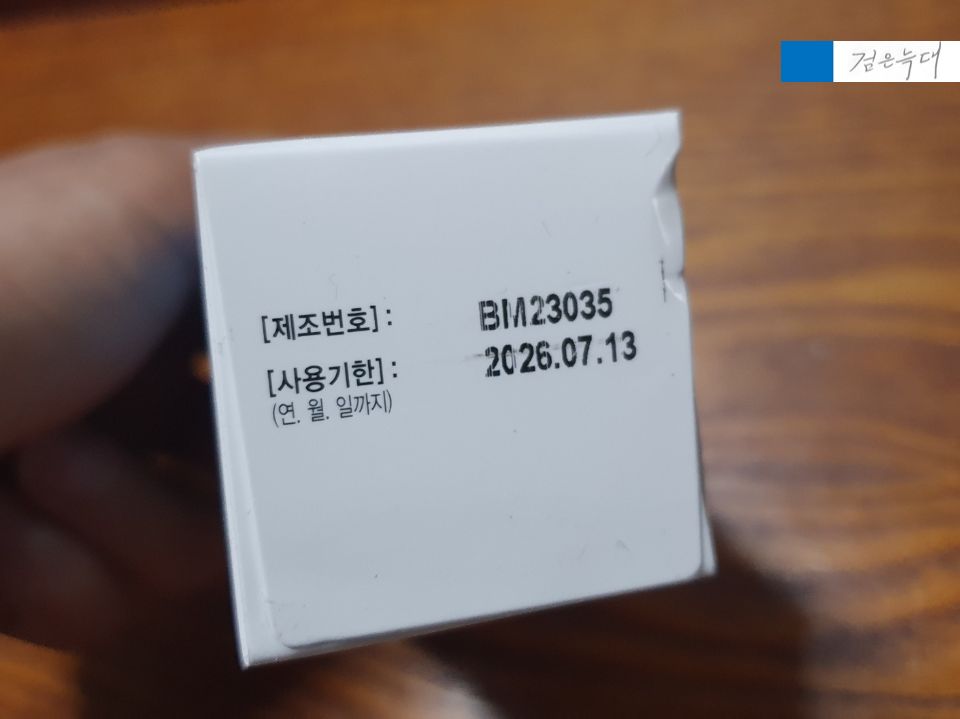 검은늑대
[제조번호] : BM23035
[사용기한] : 2026.07.13
(연. 월. 일까지)